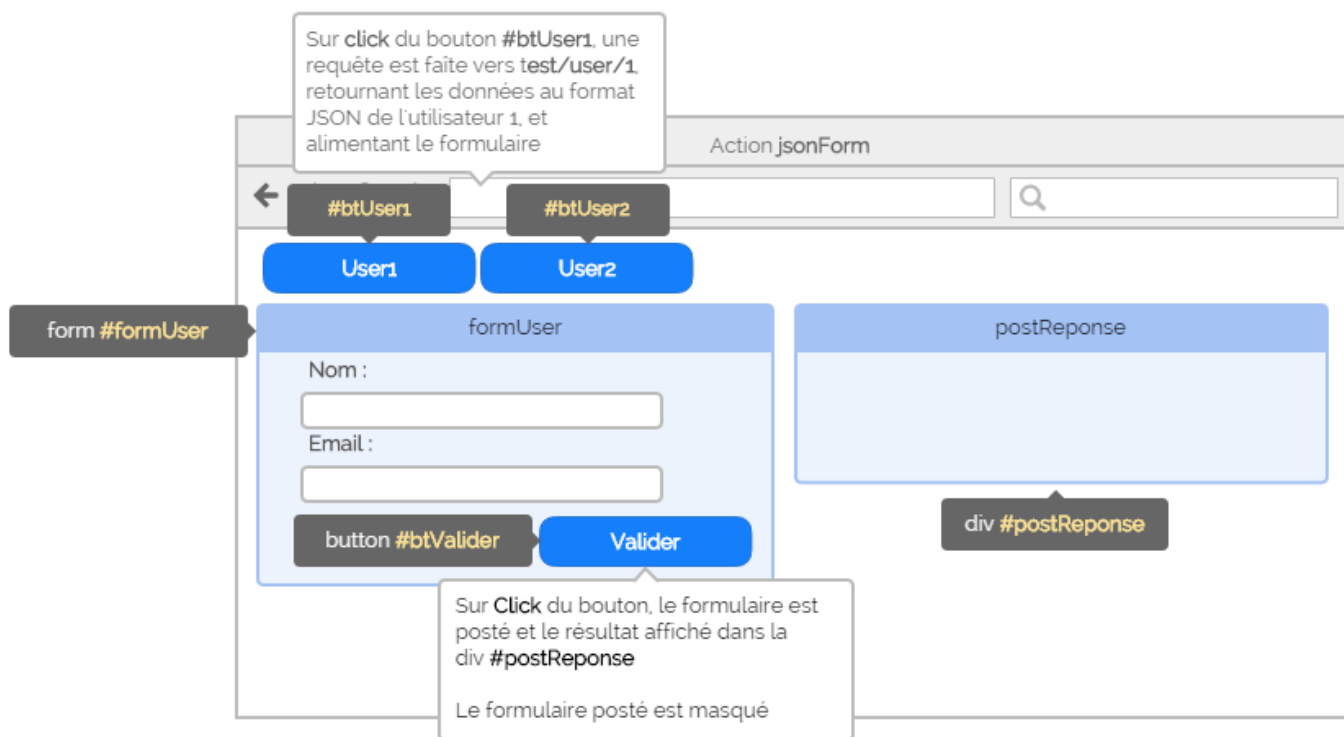 Sur click du bouton #btUser1, une
requête est faîte vers test/user/1,
retournant les données au format
JSON de l'utilisateur 1, et
alimentant le formulaire
Action jsonForm
#btUser1
#btUser2
User1
User2
form #formUser
formUser
postReponse
Nom :
Email :
button #btValider
Valider
div #postReponse
Sur Click du bouton, le formulaire est
posté et le résultat affiché dans la
div #postReponse
Le formulaire posté est masqué